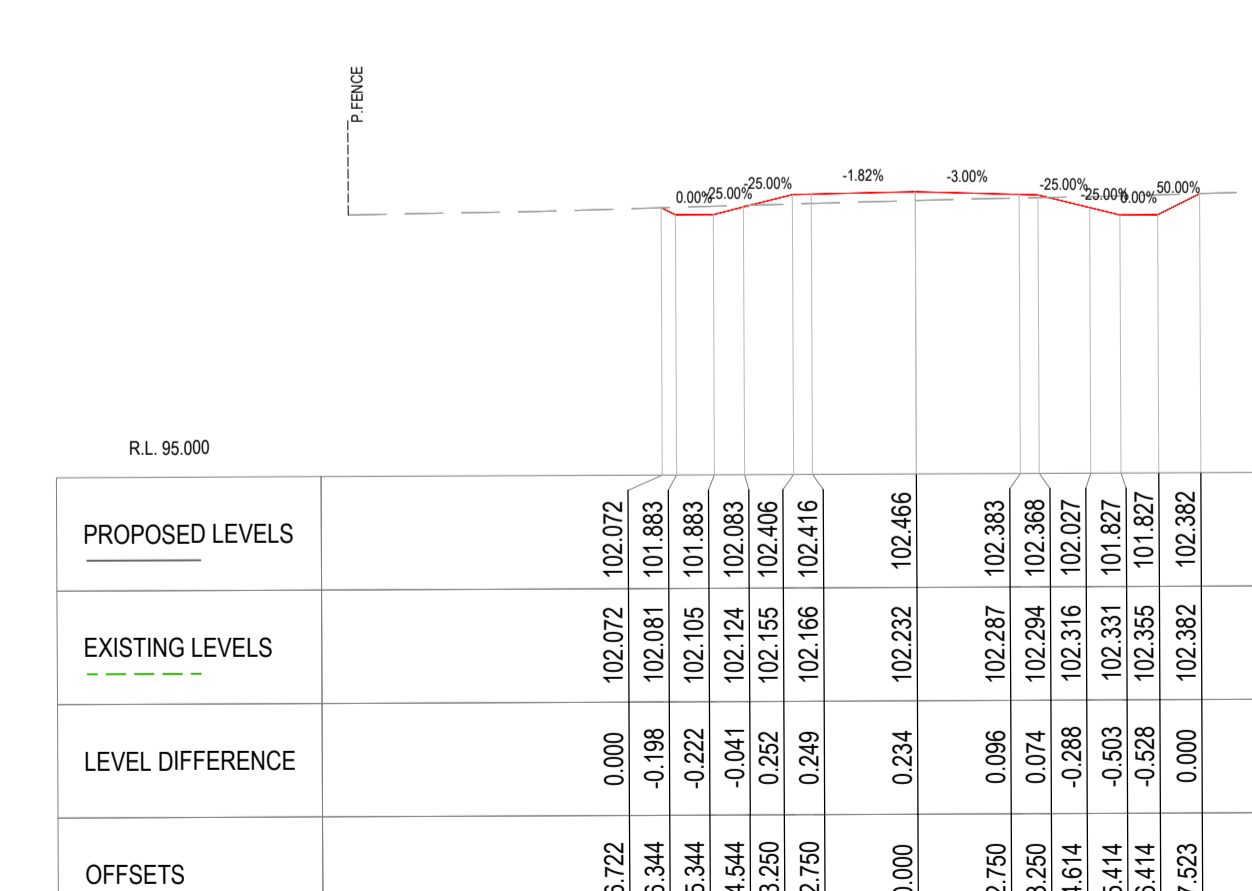 P.FENCE
0.00%
-25.00%
-25.00%
-1.82%
-3.00%
-25.00%
-25.00%
0.00%
50.00%
R.L. 95.000
PROPOSED LEVELS 102.072 101.883 101.883 102.083 102.406 102.416 102.466 102.383 102.368 102.027 101.827 101.827 102.382
EXISTING LEVELS 102.072 102.081 102.105 102.124 102.155 102.166 102.232 102.287 102.294 102.316 102.331 102.355 102.382
LEVEL DIFFERENCE 0.000 -0.198 -0.222 -0.041 0.252 0.249 0.234 0.096 0.074 -0.288 -0.503 -0.528 0.000
OFFSETS